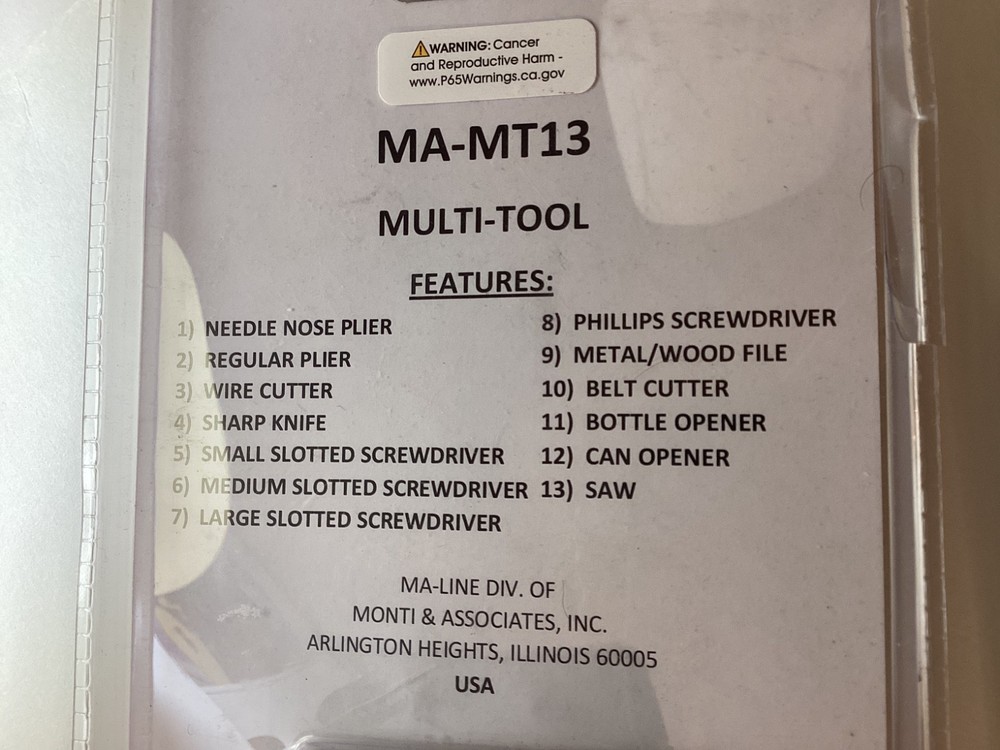 WARNING: Cancer
and Reproductive Harm -
www.P65Warnings.ca.gov
MA-MT13
MULTI-TOOL
FEATURES:
1) NEEDLE NOSE PLIER
2) REGULAR PLIER
3) WIRE CUTTER
4) SHARP KNIFE
5) SMALL SLOTTED SCREWDRIVER
6) MEDIUM SLOTTED SCREWDRIVER
7) LARGE SLOTTED SCREWDRIVER
8) PHILLIPS SCREWDRIVER
9) METAL/WOOD FILE
10) BELT CUTTER
11) BOTTLE OPENER
12) CAN OPENER
13) SAW
MA-LINE DIV. OF
MONTI & ASSOCIATES, INC.
ARLINGTON HEIGHTS, ILLINOIS 60005
USA